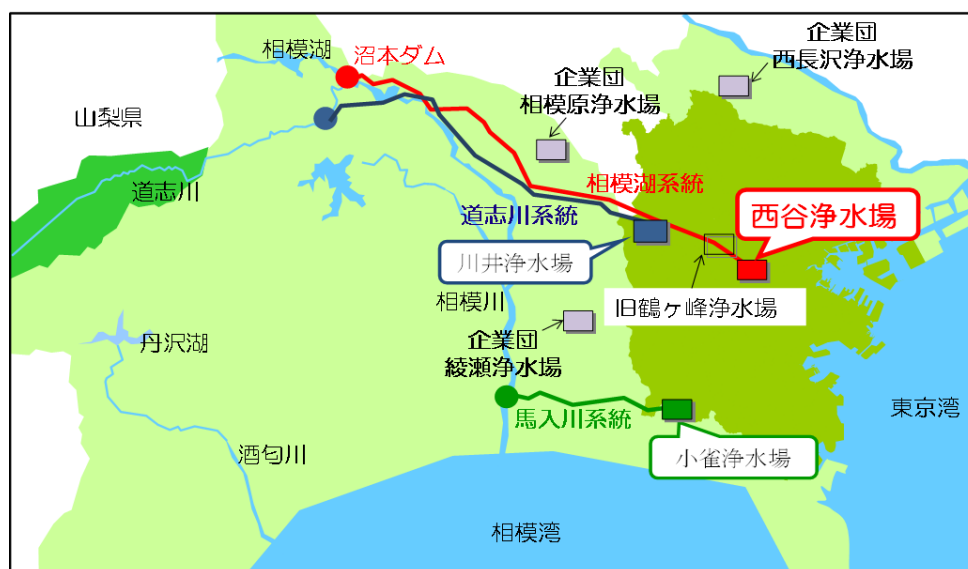 相模湖
沼本ダム
企業団
西長沢浄水場
企業団
相模原浄水場
山梨県
道志川
相模湖系統
道志川系統
西谷浄水場
川井浄水場
旧鶴ヶ峰浄水場
相模川
企業団
綾瀬浄水場
丹沢湖
馬入川系統
東京湾
小雀浄水場
酒匂川
相模湾